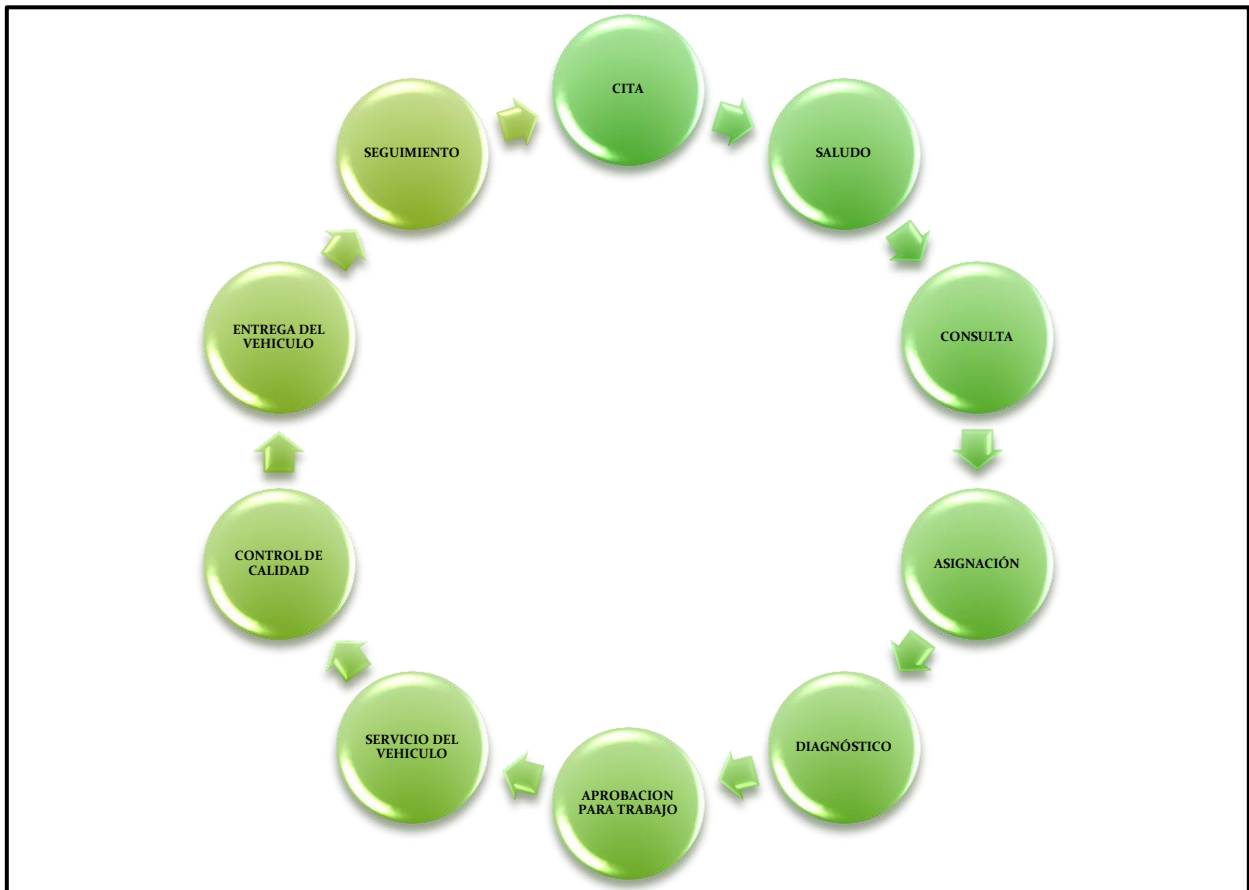 CITA
SALUDO
CONSULTA
ASIGNACIÓN
DIAGNÓSTICO
APROBACION
PARA TRABAJO
SERVICIO DEL
VEHICULO
CONTROL DE
CALIDAD
ENTREGA DEL
VEHICULO
SEGUIMIENTO